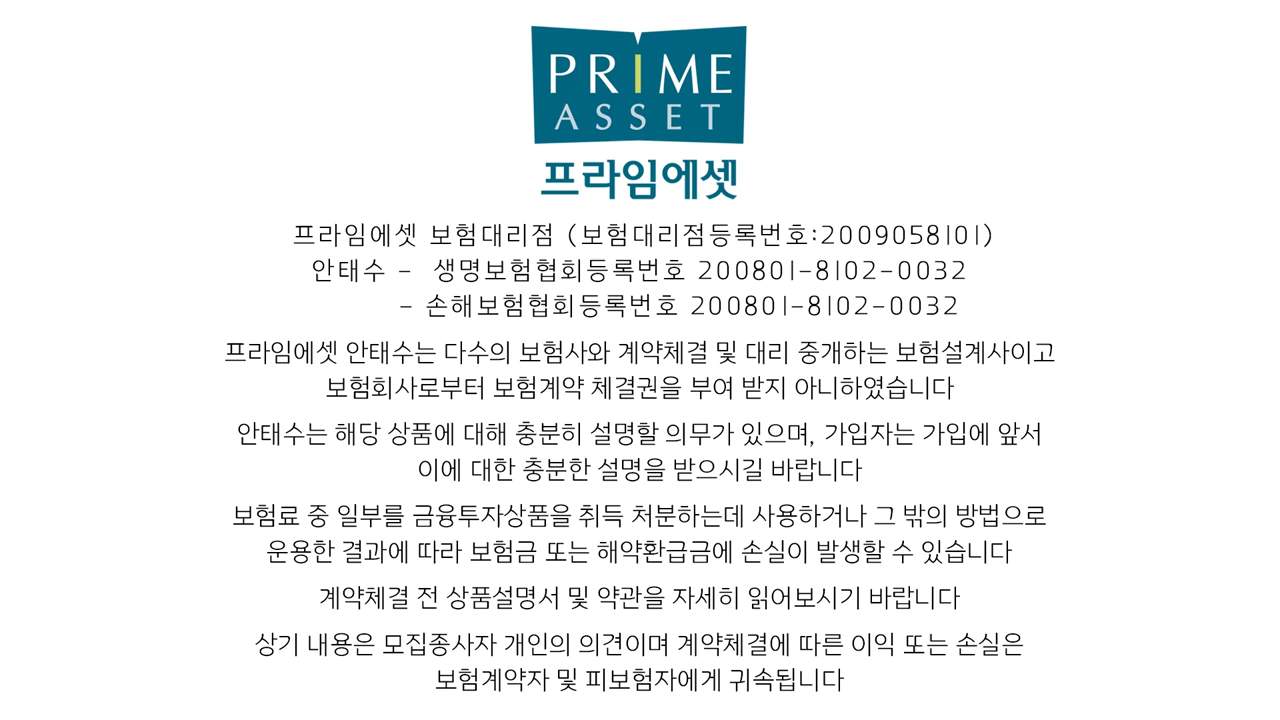 PRIME
ASSET
프라임에셋
프라임에셋 보험대리점 (보험대리점등록번호:2009058101)
안태수 - 생명보험협회등록번호 200801-8102-0032
- 손해보험협회등록번호 200801-8102-0032
프라임에셋 안태수는 다수의 보험사와 계약체결 및 대리 중개하는 보험설계사이고
보험회사로부터 보험계약 체결권을 부여 받지 아니하였습니다
안태수는 해당 상품에 대해 충분히 설명할 의무가 있으며, 가입자는 가입에 앞서
이에 대한 충분한 설명을 받으시길 바랍니다
보험료 중 일부를 금융투자상품을 취득 처분하는데 사용하거나 그 밖의 방법으로
운용한 결과에 따라 보험금 또는 해약환급금에 손실이 발생할 수 있습니다
계약체결 전 상품설명서 및 약관을 자세히 읽어보시기 바랍니다
상기 내용은 모집종사자 개인의 의견이며 계약체결에 따른 이익 또는 손실은
보험계약자 및 피보험자에게 귀속됩니다